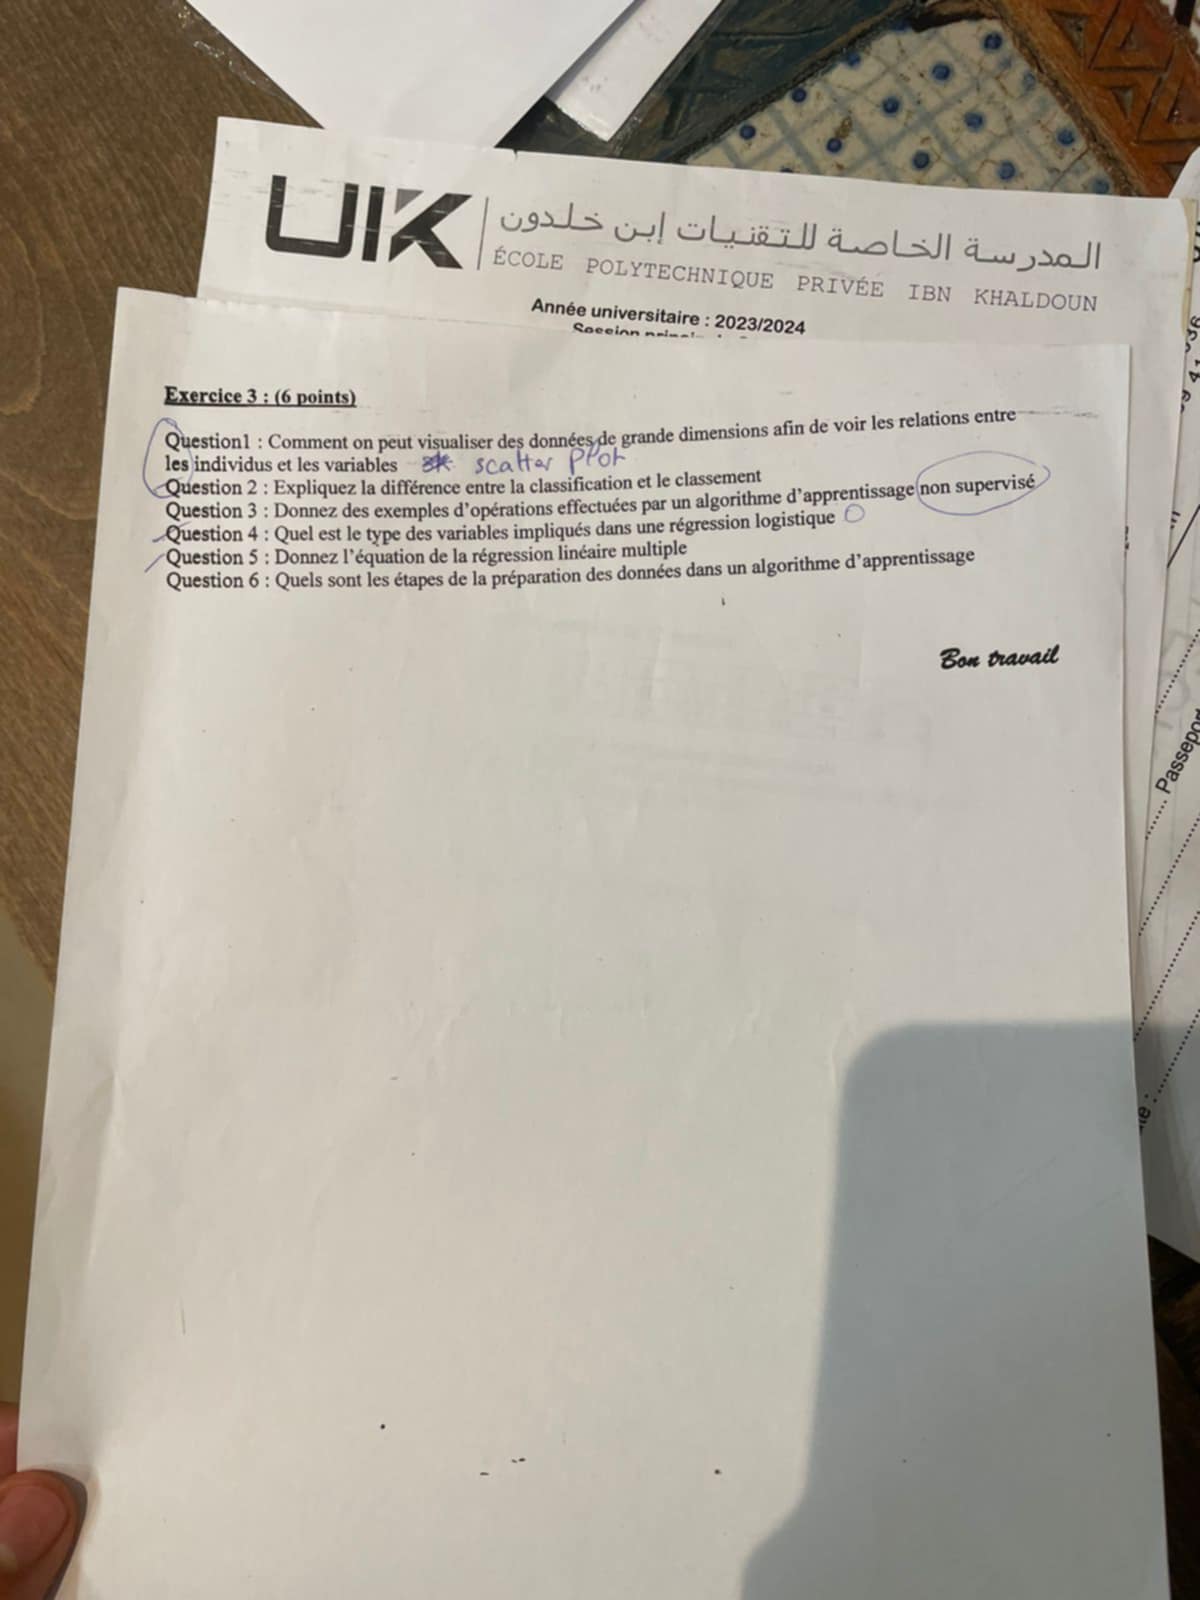 UIK
المدرسة الخاصة للتقنيات إبن خلدون
ÉCOLE POLYTECHNIQUE PRIVÉE IBN KHALDOUN
Année universitaire : 2023/2024
Session
Exercice 3 : (6 points)
Question1 : Comment on peut visualiser des données de grande dimensions afin de voir les relations entre
les individus et les variables scatter plot
Question 2 : Expliquez la différence entre la classification et le classement
Question 3 : Donnez des exemples d'opérations effectuées par un algorithme d'apprentissage non supervisé
Question 4 : Quel est le type des variables impliqués dans une régression logistique
Question 5 : Donnez l'équation de la régression linéaire multiple
Question 6 : Quels sont les étapes de la préparation des données dans un algorithme d'apprentissage
Bon travail
Passeport